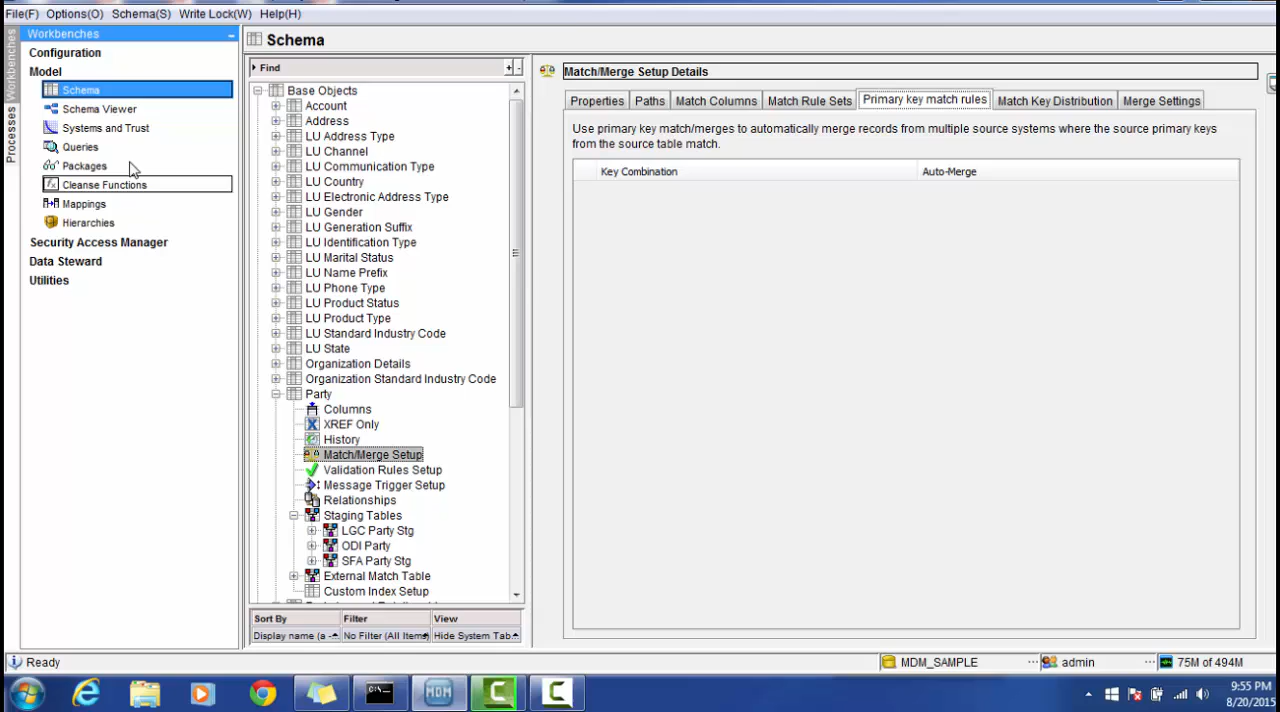 File(F) Options(O) Schema(S) Write Lock(W) Help(H)
Workbenches
Processes
Workbenches
Configuration
Model
Schema
Schema Viewer
Systems and Trust
Queries
Packages
Cleanse Functions
Mappings
Hierarchies
Security Access Manager
Data Steward
Utilities
Schema
Find
+ -
Base Objects
Account
Address
LU Address Type
LU Channel
LU Communication Type
LU Country
LU Electronic Address Type
LU Gender
LU Generation Suffix
LU Identification Type
LU Marital Status
LU Name Prefix
LU Phone Type
LU Product Status
LU Product Type
LU Standard Industry Code
LU State
Organization Details
Organization Standard Industry Code
Party
Columns
XREF Only
History
Match/Merge Setup
Validation Rules Setup
Message Trigger Setup
Relationships
Staging Tables
LGC Party Stg
ODI Party
SFA Party Stg
External Match Table
Custom Index Setup
Sort By Filter View
Display name (a - No Filter (All Items) Hide System Tab
Match/Merge Setup Details
Properties Paths Match Columns Match Rule Sets Primary key match rules Match Key Distribution Merge Settings
Use primary key match/merges to automatically merge records from multiple source systems where the source primary keys
from the source table match.
Key Combination Auto-Merge
Ready
MDM_SAMPLE admin 75M of 494M
MDM
9:55 PM
8/20/2015